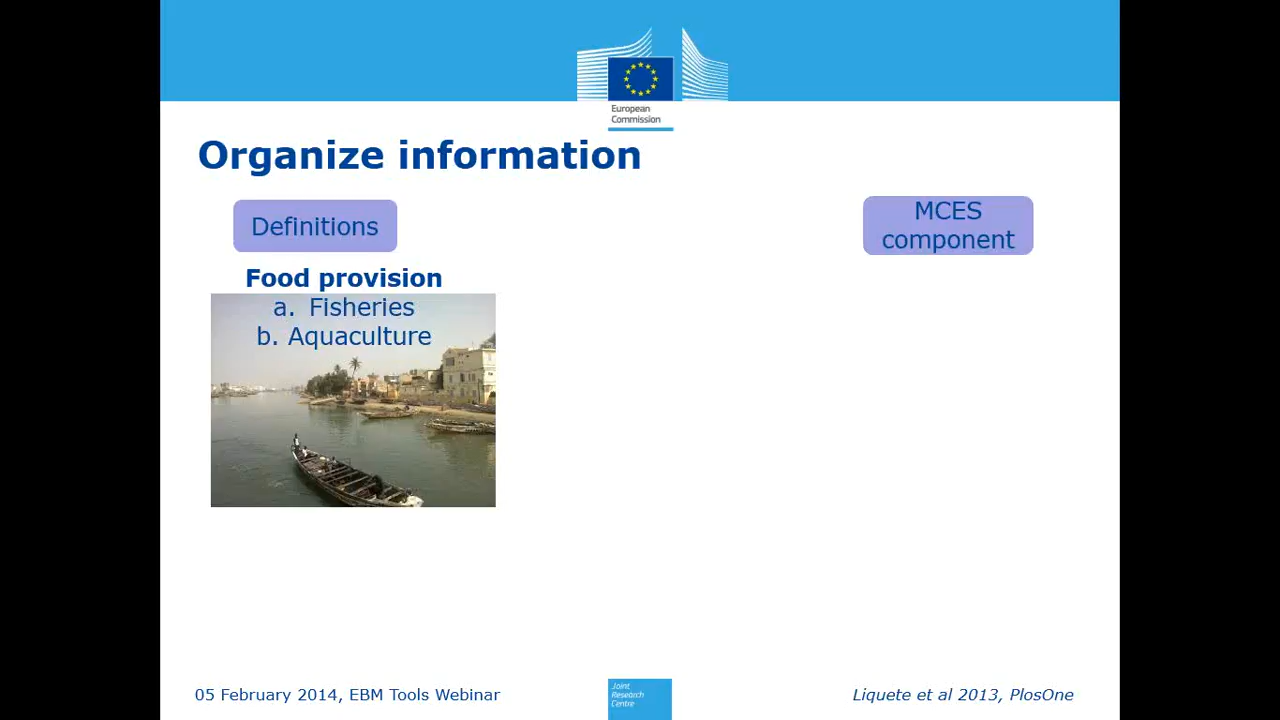 European
Commission
Organize information
Definitions
MCES
component
Food provision
a. Fisheries
b. Aquaculture
05 February 2014, EBM Tools Webinar
Joint
Research
Centre
Liquete et al 2013, PlosOne